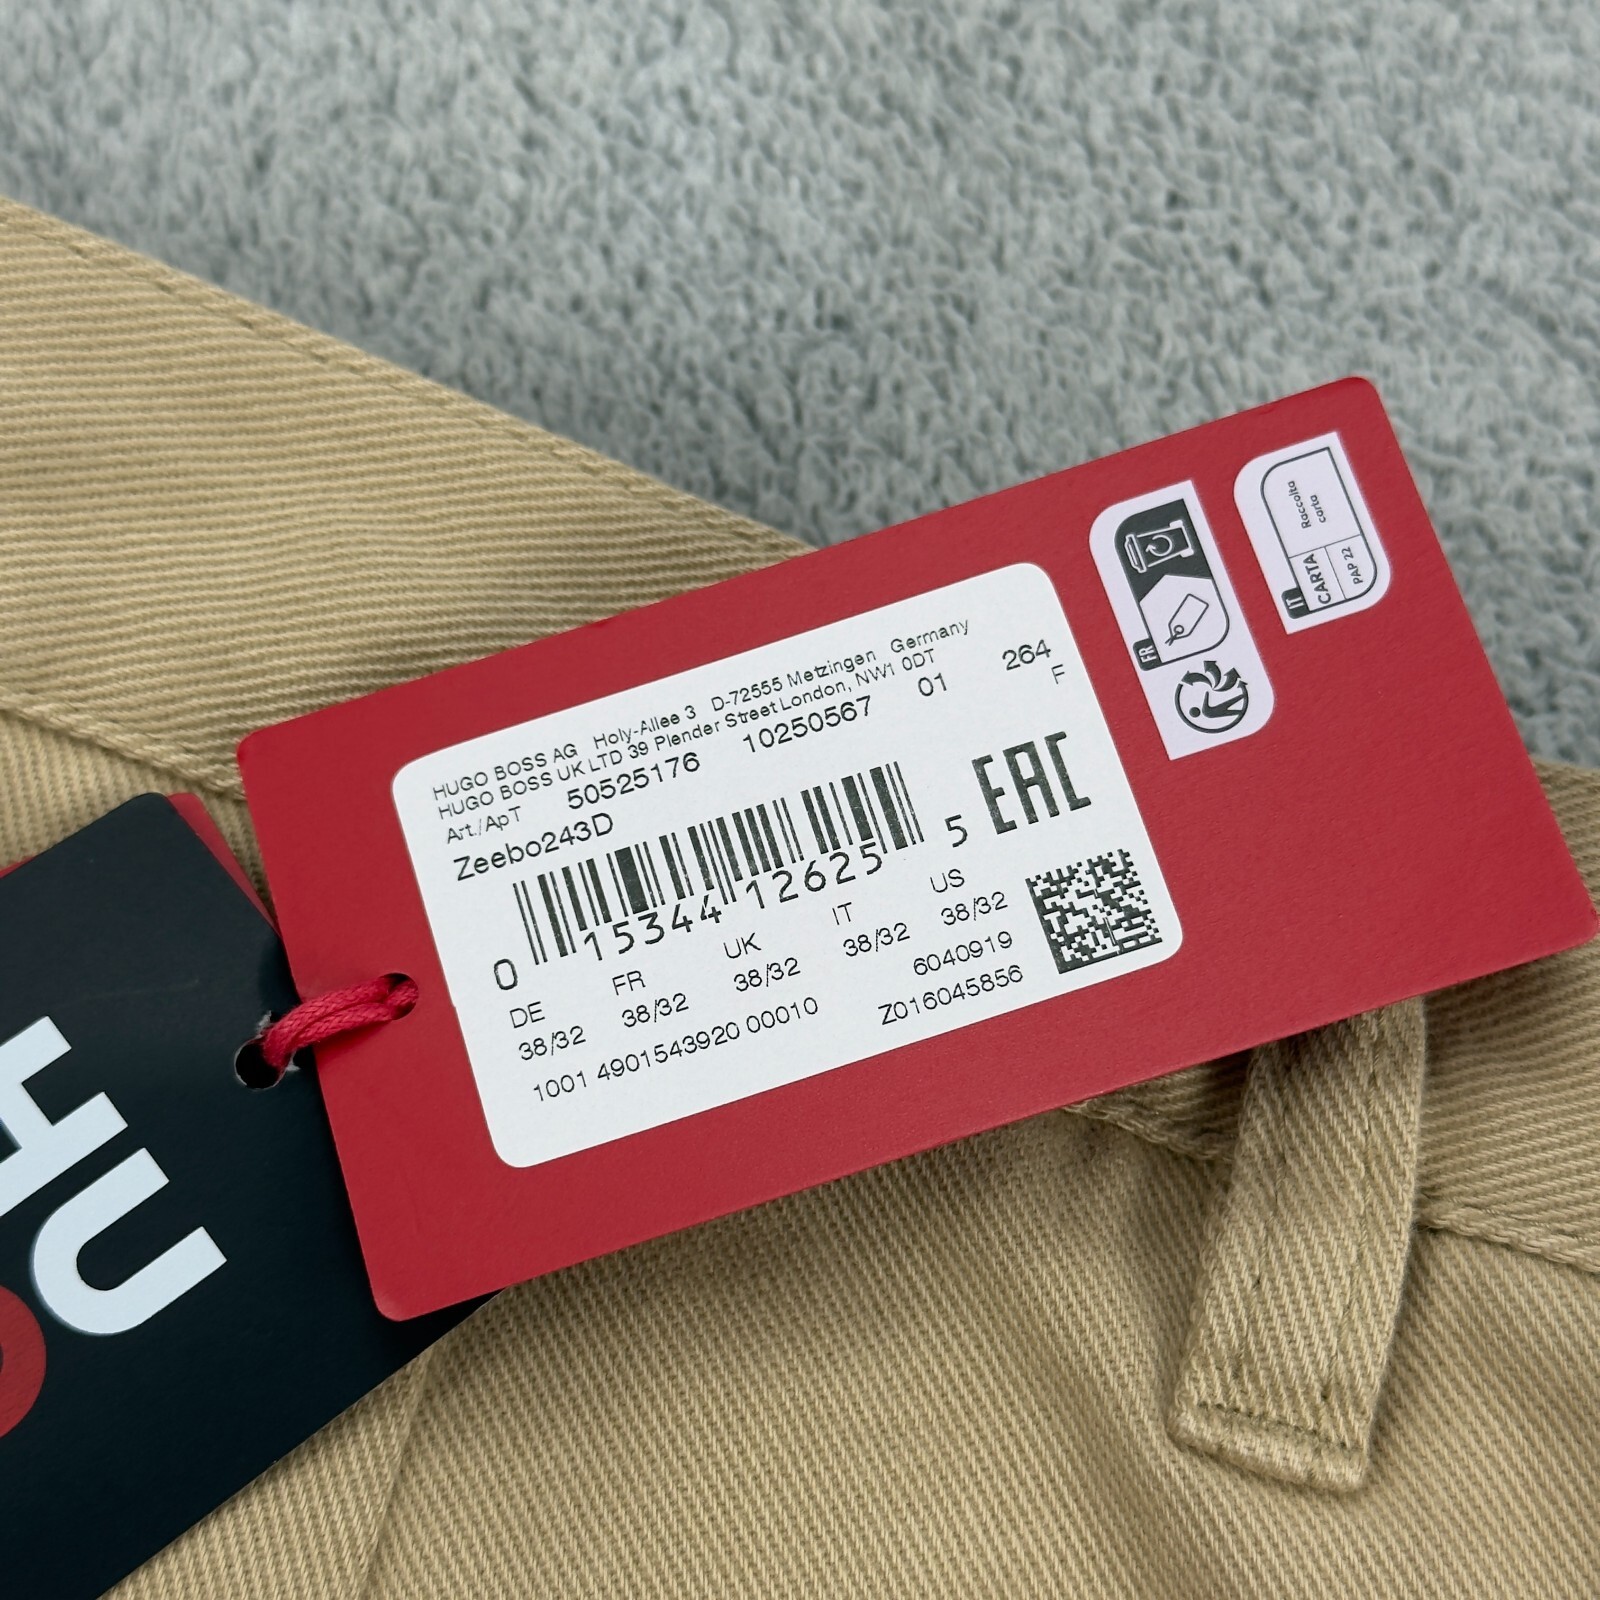 HUGO BOSS AG Holy-Allee 3 D-72555 Metzingen Germany
HUGO BOSS UK LTD 39 Plender Street London, NW1 0DT
Art./ApT 50525176 10250567 01 264
F
Zeebo243D
EAC
0 15344 12625 5
DE FR UK IT US
38/32 38/32 38/32 38/32 38/32
6040919
1001 4901543920 00010 Z016045856
FR
IT
CARTA
PAP 22
Raccolta
carta
HU